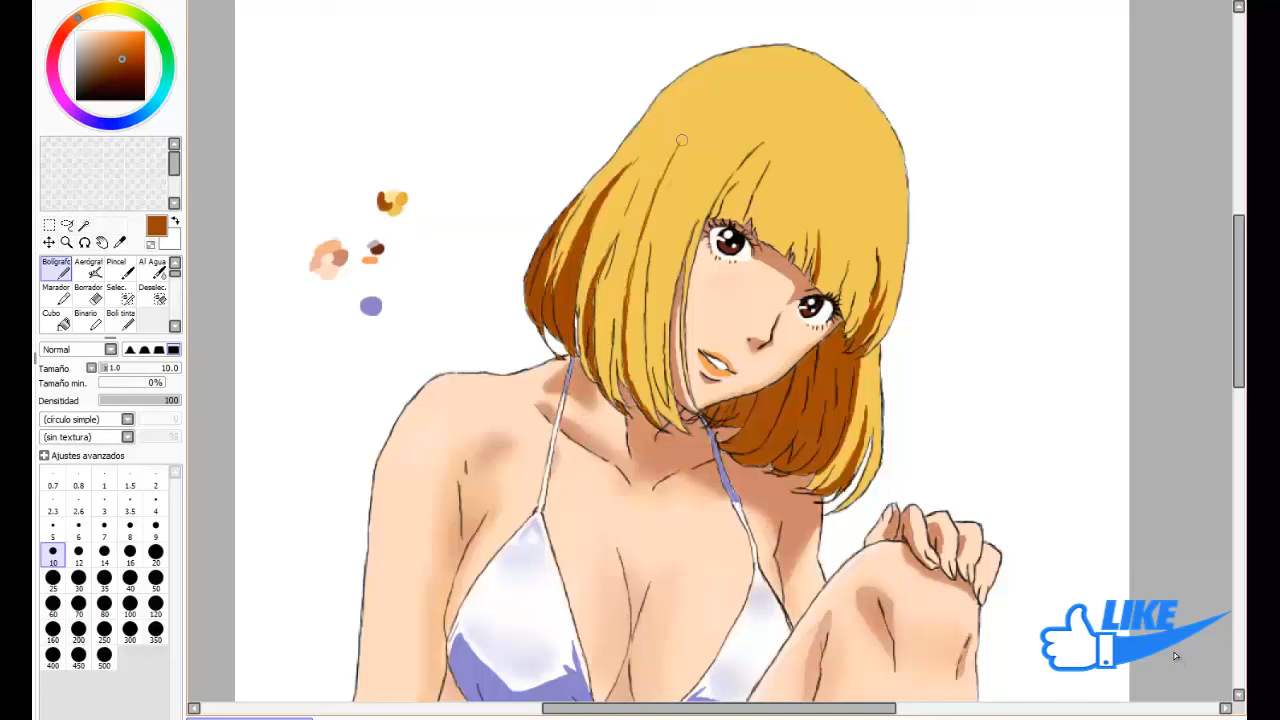 Bolígrafo Aerógraf Pincel Al Agua
Marador Borrador Selec. Deselec.
Cubo Binario Boli tinta
Normal
Tamaño 1.0 10.0
Tamaño min. 0%
Densitidad 100
(círculo simple)
(sin textura)
Ajustes avanzados
0.7 0.8 1 1.5 2
2.3 2.6 3 3.5 4
5 6 7 8 9
10 12 14 16 20
25 30 35 40 50
60 70 80 100 120
160 200 250 300 350
400 450 500
LIKE